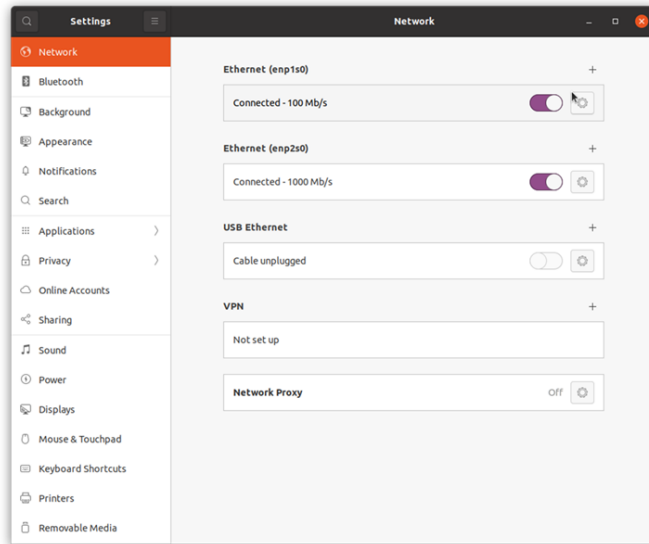 Settings
Network
Network
Bluetooth
Background
Appearance
Notifications
Search
Applications
Privacy
Online Accounts
Sharing
Sound
Power
Displays
Mouse & Touchpad
Keyboard Shortcuts
Printers
Removable Media
Ethernet (enp1s0)
Connected - 100 Mb/s
Ethernet (enp2s0)
Connected - 1000 Mb/s
USB Ethernet
Cable unplugged
VPN
Not set up
Network Proxy Off